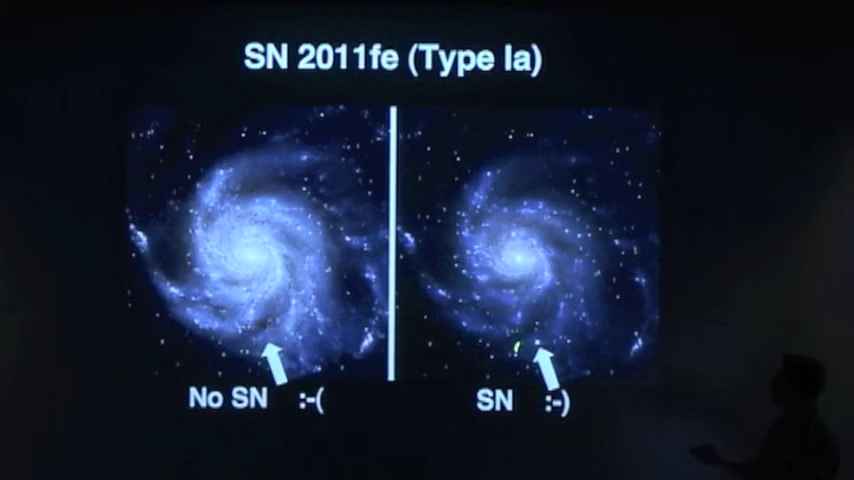 SN 2011fe (Type Ia)
No SN :-(
SN :-)